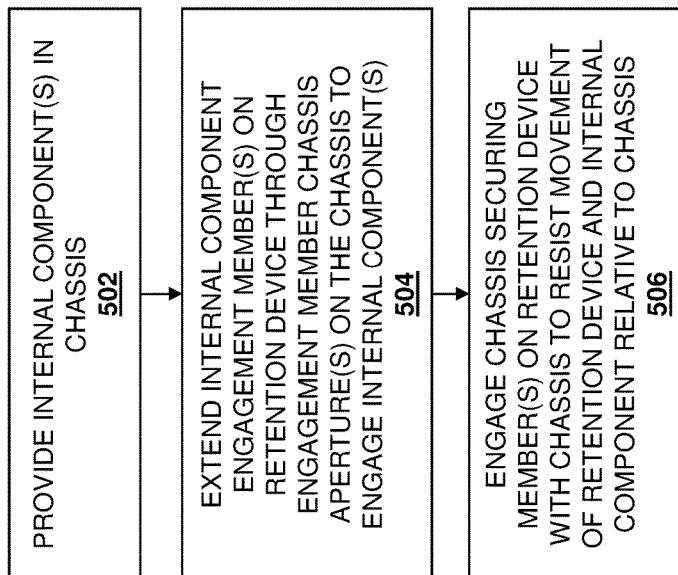 PROVIDE INTERNAL COMPONENT(S) IN
CHASSIS
502
EXTEND INTERNAL COMPONENT
ENGAGEMENT MEMBER(S) ON
RETENTION DEVICE THROUGH
ENGAGEMENT MEMBER CHASSIS
APERTURE(S) ON THE CHASSIS TO
ENGAGE INTERNAL COMPONENT(S)
504
ENGAGE CHASSIS SECURING
MEMBER(S) ON RETENTION DEVICE
WITH CHASSIS TO RESIST MOVEMENT
OF RETENTION DEVICE AND INTERNAL
COMPONENT RELATIVE TO CHASSIS
506